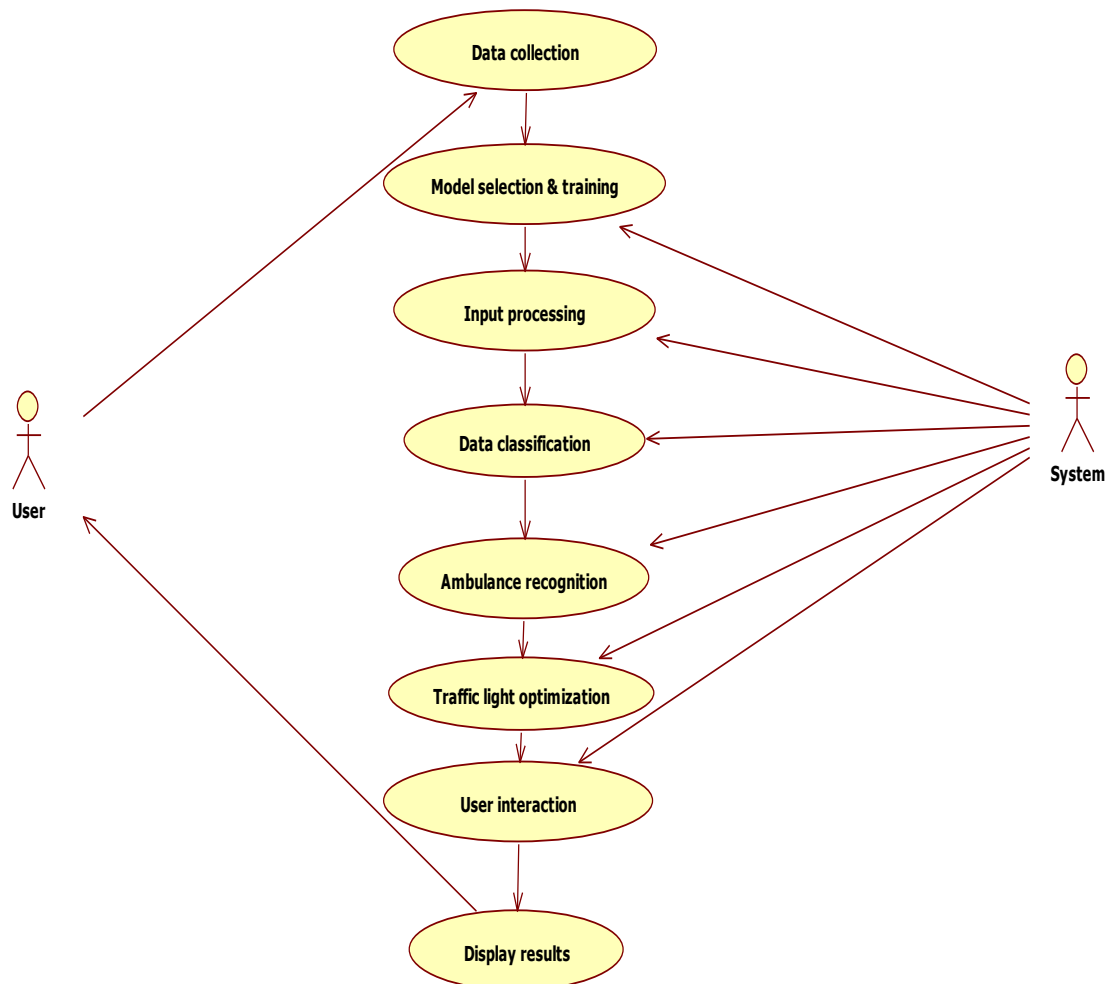 Data collection
Model selection & training
Input processing
Data classification
System
User
Ambulance recognition
Traffic light optimization
User interaction
Display results